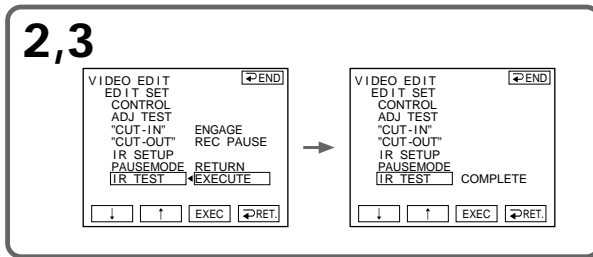 2,3
VIDEO EDIT ⮐END
EDIT SET
CONTROL
ADJ TEST
"CUT-IN" ENGAGE
"CUT-OUT" REC PAUSE
IR SETUP
PAUSEMODE RETURN
IR TEST EXECUTE
↓ ↑ EXEC ⮐RET.
VIDEO EDIT ⮐END
EDIT SET
CONTROL
ADJ TEST
"CUT-IN"
"CUT-OUT"
IR SETUP
PAUSEMODE
IR TEST COMPLETE
↓ ↑ EXEC ⮐RET.